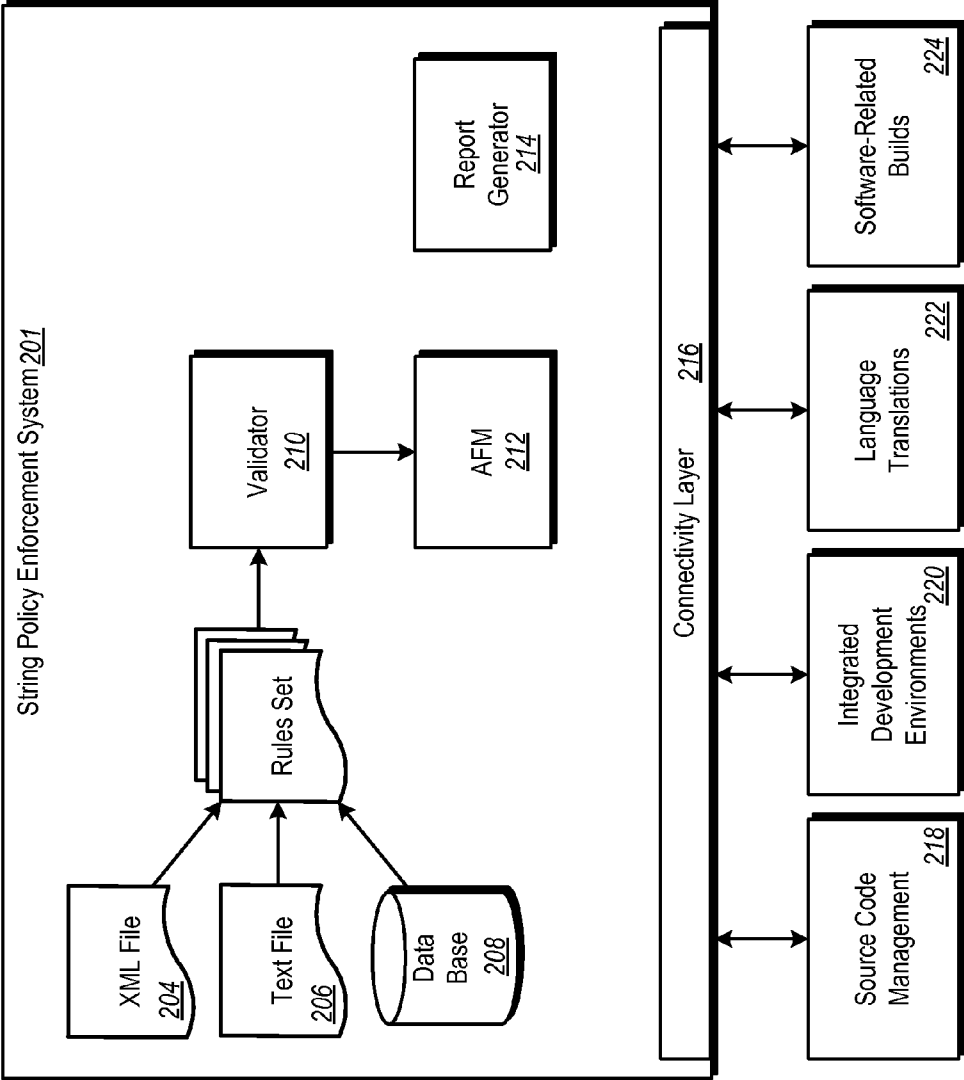 String Policy Enforcement System 201
XML File
204
Text File
206
Data
Base
208
Rules Set
Validator
210
AFM
212
Report
Generator
214
Connectivity Layer
216
Source Code
Management
218
Integrated
Development
Environments
220
Language
Translations
222
Software-Related
Builds
224